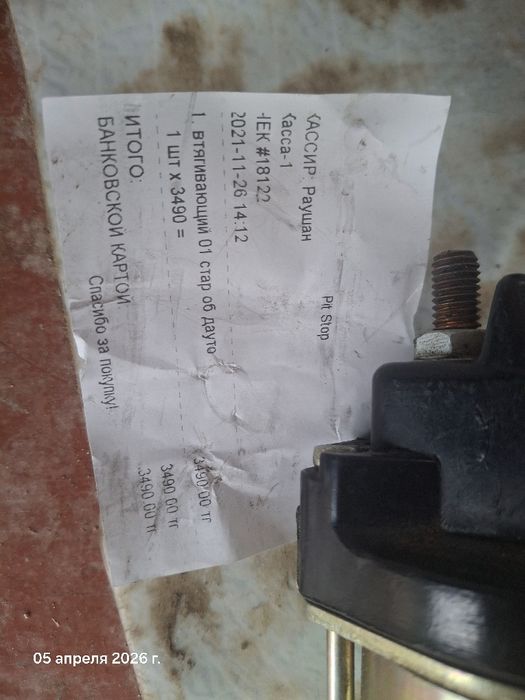 Pit Stop
КАССИР: Раушан
Касса-1
ЧЕК #18122
2021-11-26 14:12
1. втягивающий 01 стар об дауто
1 шт х 3490 = 3490.00 тг
ИТОГО: 3490.00 тг
БАНКОВСКОЙ КАРТОЙ: 3490.00 тг
Спасибо за покупку!
05 апреля 2026 г.